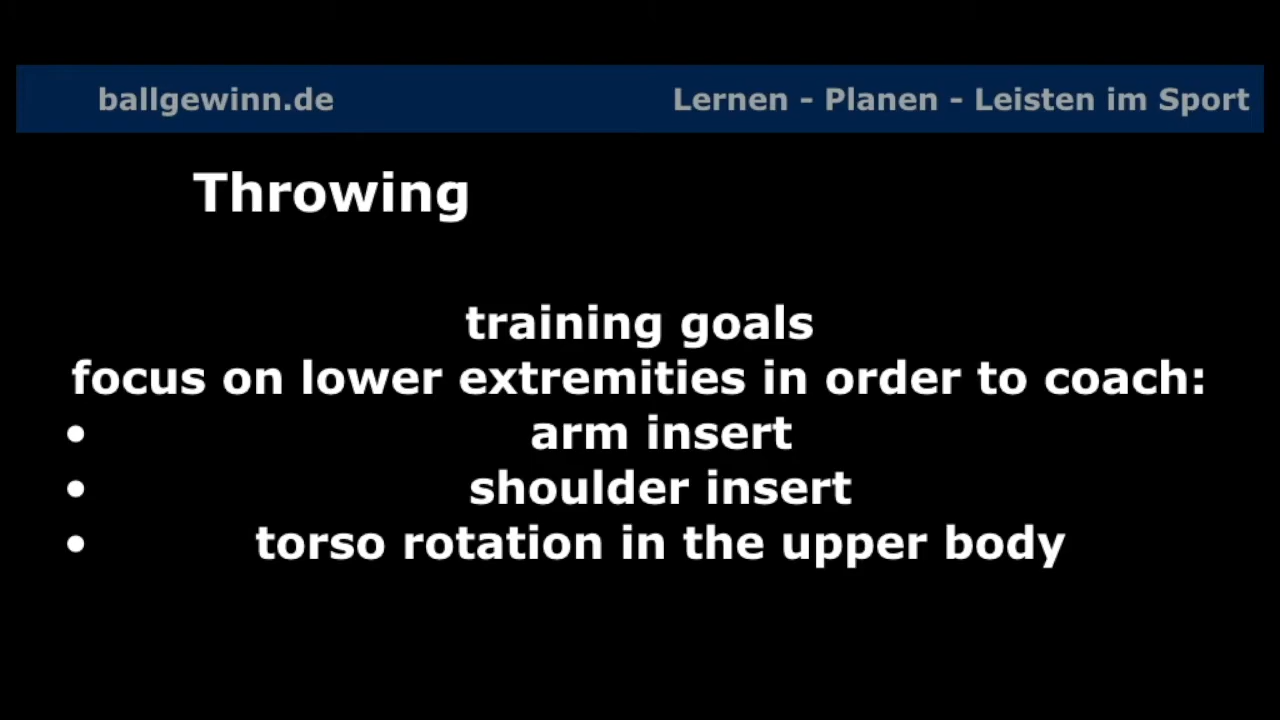 ballgewinn.de Lernen - Planen - Leisten im Sport
Throwing
training goals
focus on lower extremities in order to coach:
• arm insert
• shoulder insert
• torso rotation in the upper body